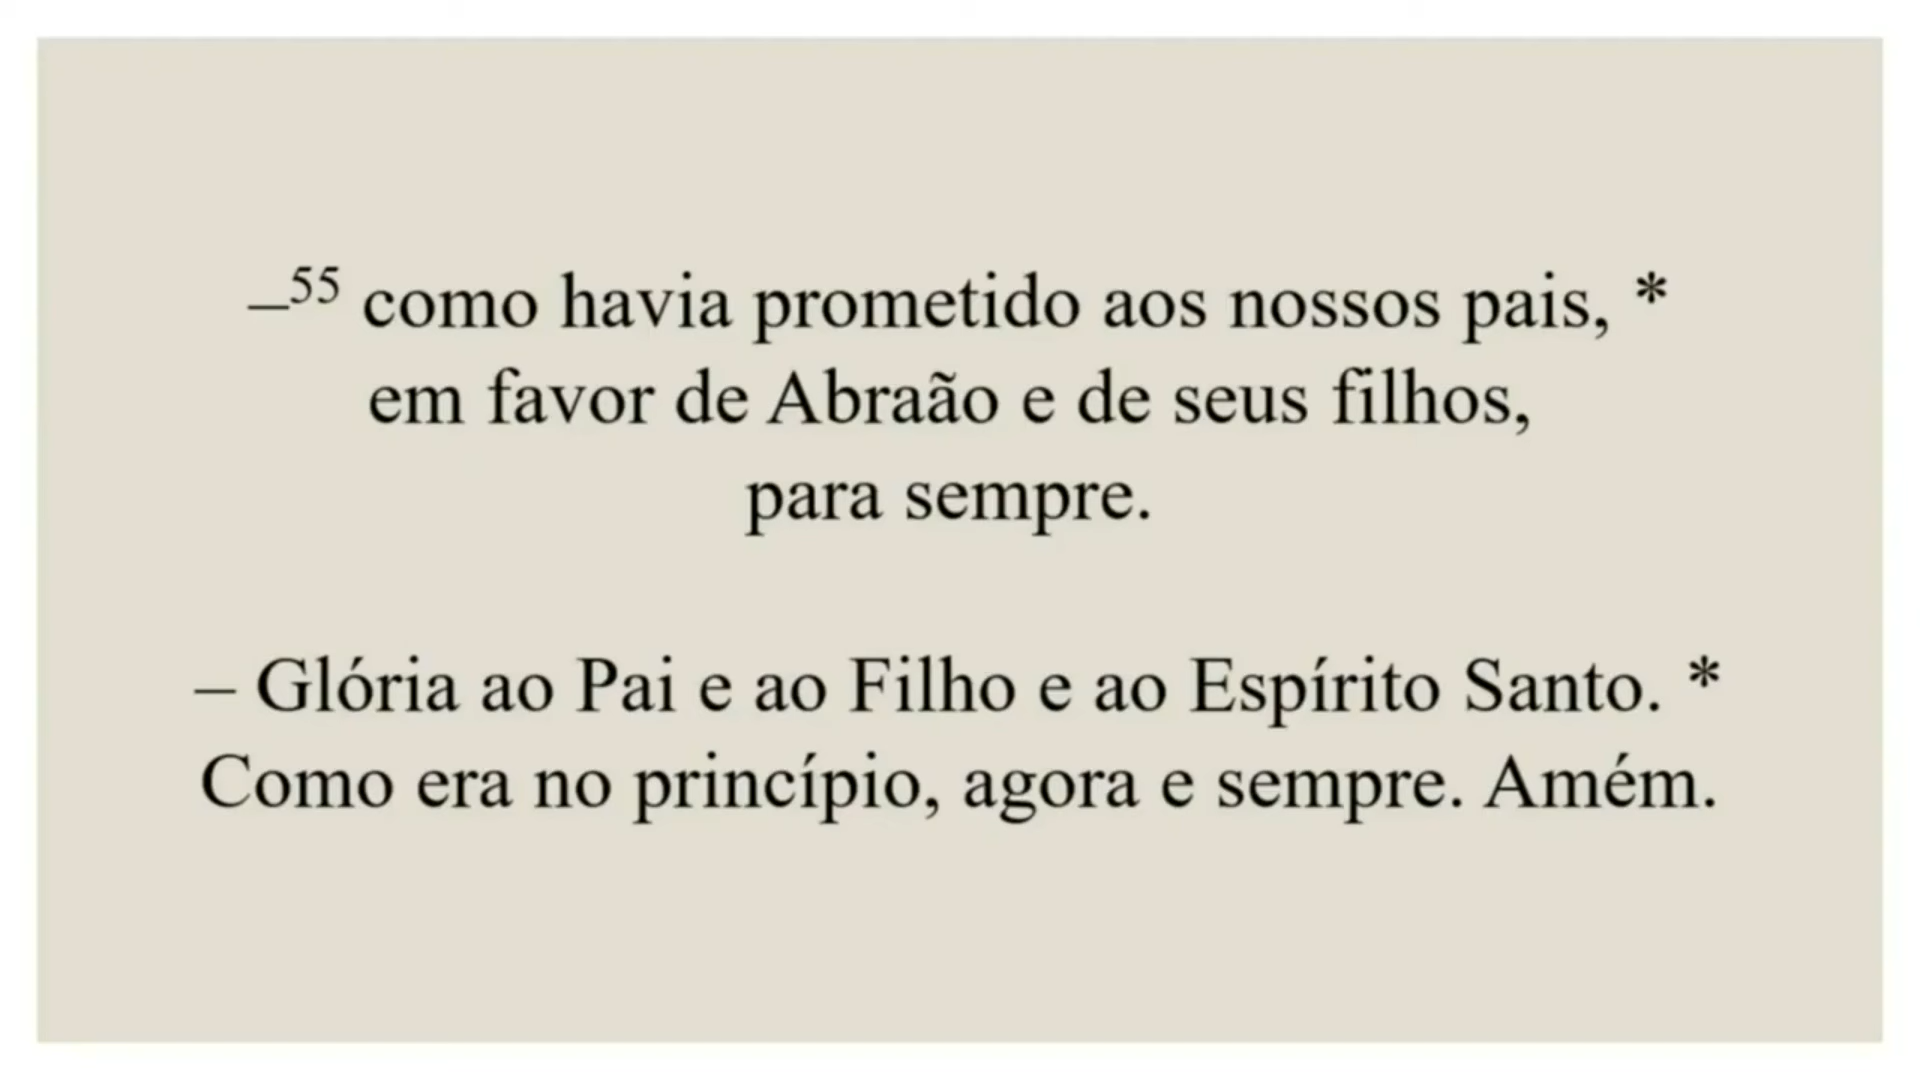 –⁵⁵ como havia prometido aos nossos pais, *
em favor de Abraão e de seus filhos,
para sempre.
– Glória ao Pai e ao Filho e ao Espírito Santo. *
Como era no princípio, agora e sempre. Amém.